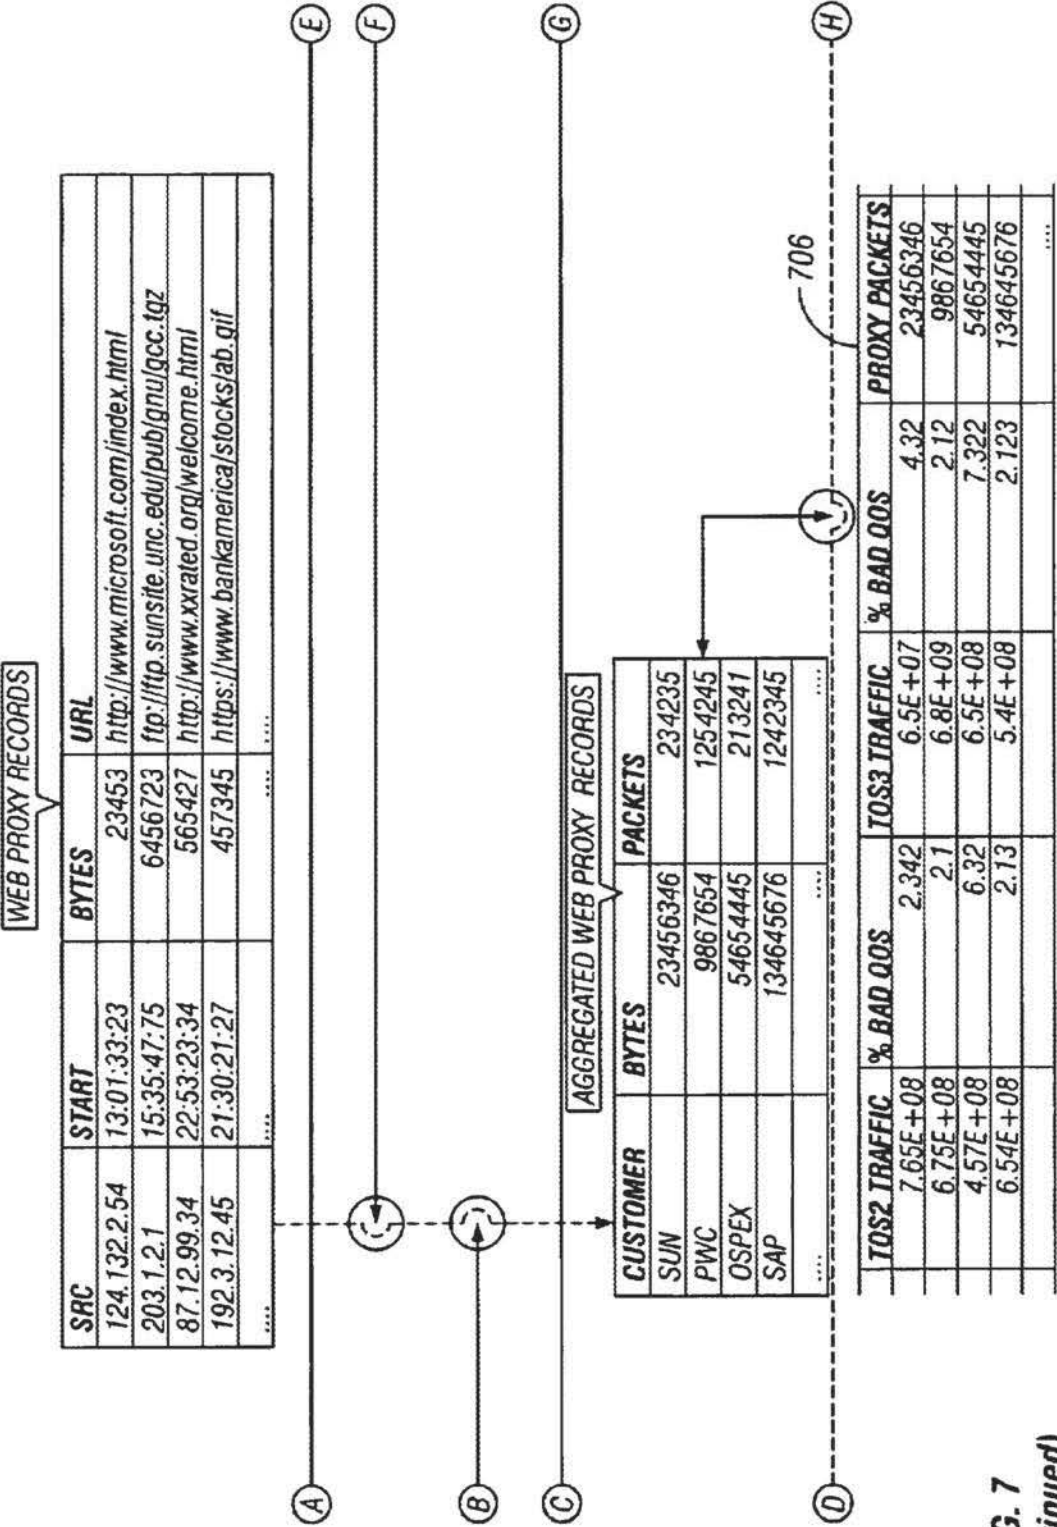 WEB PROXY RECORDS
SRC START BYTES URL
124.132.2.54 13:01:33:23 23453 http://www.microsoft.com/index.html
203.1.2.1 15:35:47:75 6456723 ftp://ftp.sunsite.unc.edu/pub/gnu/gcc.tgz
87.12.99.34 22:53:23:34 565427 http://www.xxrated.org/welcome.html
192.3.12.45 21:30:21:27 457345 https://www.bankamerica/stocks/ab.gif
.... .... .... ....
A E
F
B
C G
AGGREGATED WEB PROXY RECORDS
CUSTOMER BYTES PACKETS
SUN 23456346 234235
PWC 9867654 1254245
OSPEX 54654445 213241
SAP 134645676 1242345
.... .... ....
D H
706
TOS2 TRAFFIC % BAD QOS TOS3 TRAFFIC % BAD QOS PROXY PACKETS
7.65E+08 2.342 6.5E+07 4.32 23456346
6.75E+08 2.1 6.8E+09 2.12 9867654
4.57E+08 6.32 6.5E+08 7.322 54654445
6.54E+08 2.13 5.4E+08 2.123 134645676
....
G. 7
inued)